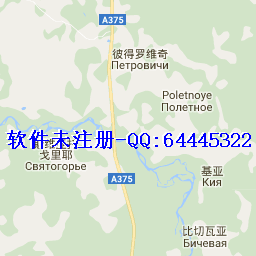 A375
彼得罗维奇
Петровичи
Poletnoye
Полетное
软件未注册-QQ:64445322
戈里耶
Святогорье
基亚
Кия
A375
比切瓦亚
Бичевая